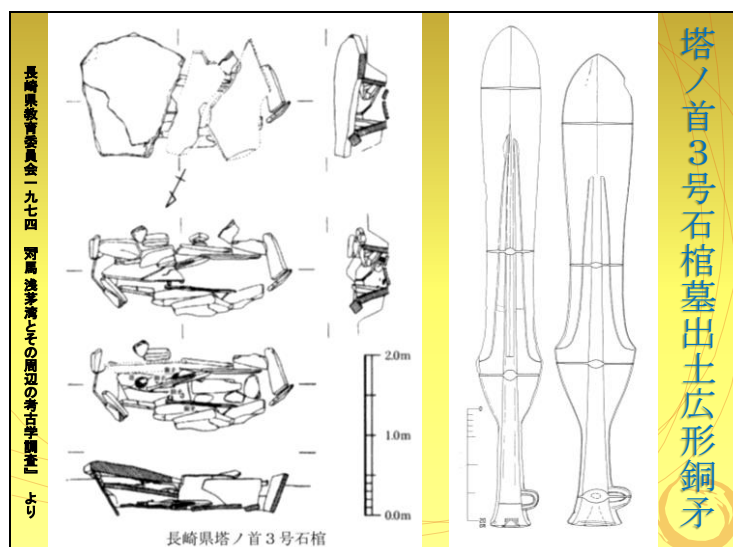 塔ノ首３号石棺墓出土広形銅矛
長崎県教育委員会一九七四　対馬 浅茅湾とその周辺の考古学調査』 より
2.0m
1.0m
0.0m
長崎県塔ノ首３号石棺
0